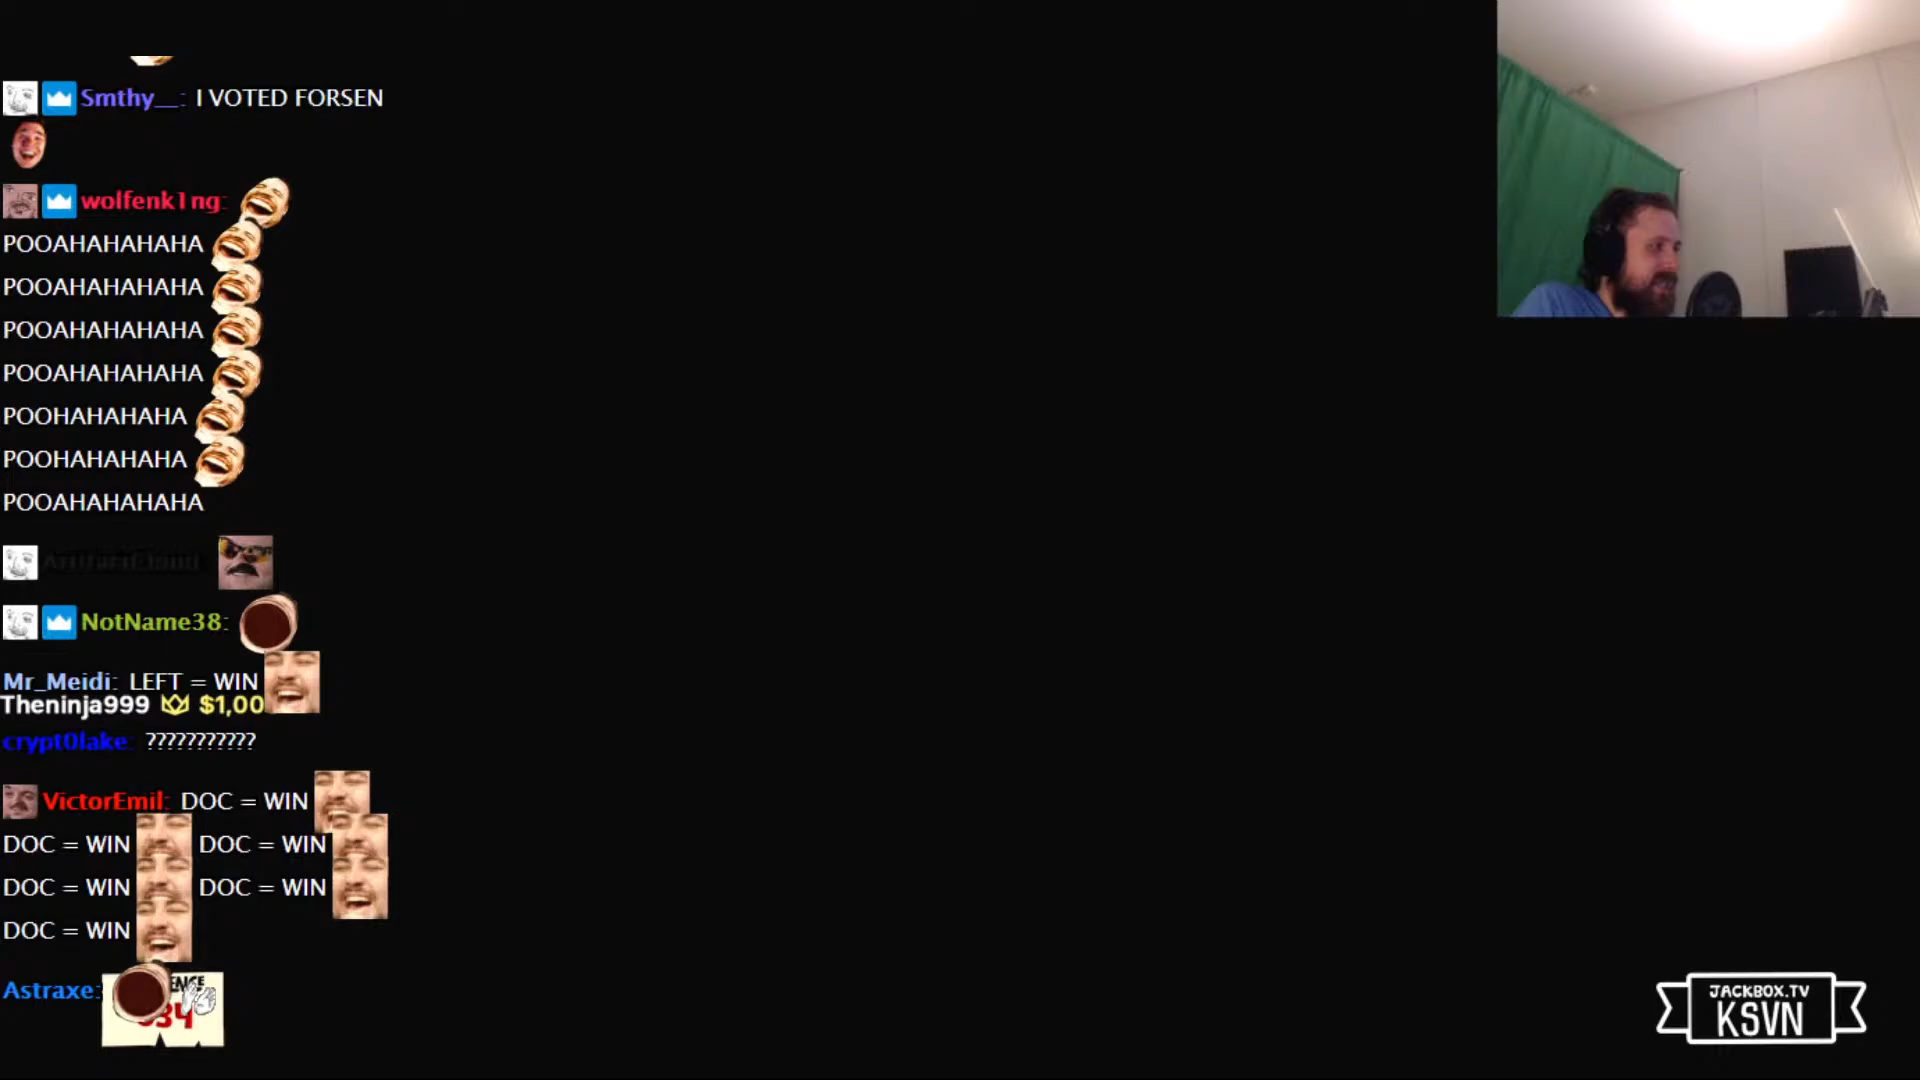 Smthy__: I VOTED FORSEN
wolfenk1ng:
POOAHAHAHAHA
POOAHAHAHAHA
POOAHAHAHAHA
POOAHAHAHAHA
POOHAHAHAHA
POOHAHAHAHA
POOAHAHAHAHA
NotName38:
Mr_Meidi: LEFT = WIN
Theninja999 $1,00
crypt0lake: ???????????
VictorEmil: DOC = WIN
DOC = WIN DOC = WIN
DOC = WIN DOC = WIN
DOC = WIN
Astraxe:
JACKBOX.TV
KSVN